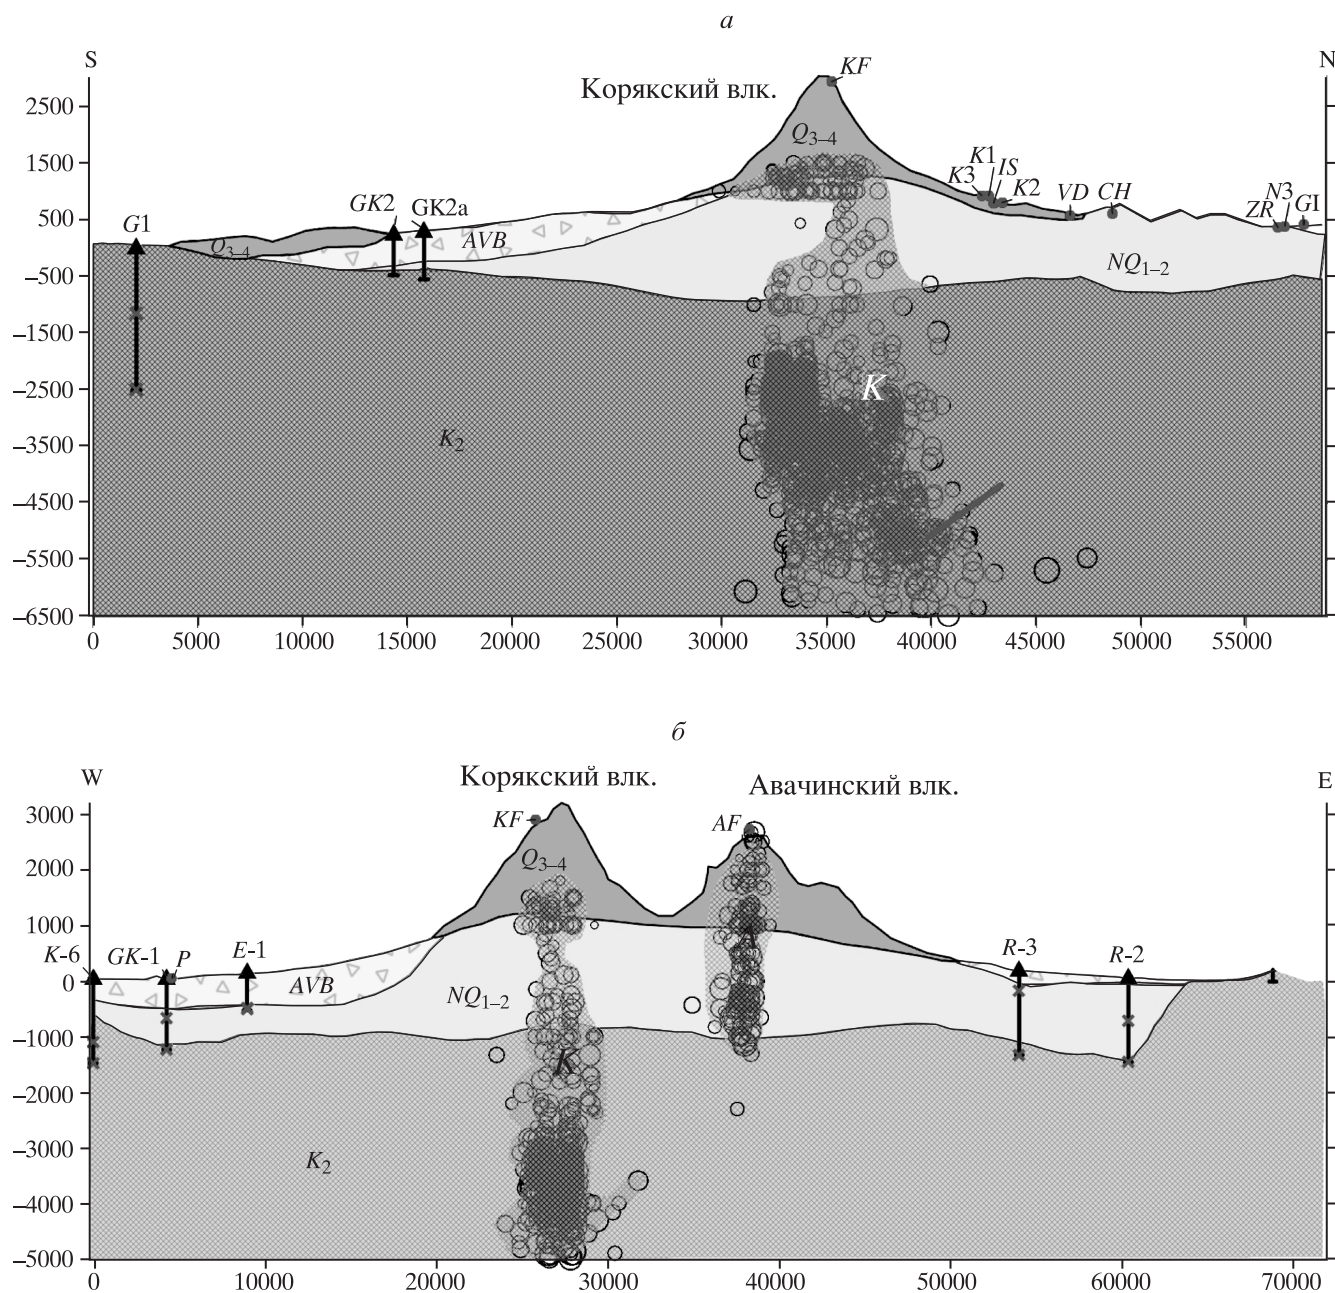 а
S
N
Корякский влк.
KF
2500
1500
500
–500
–1500
–2500
–3500
–4500
–5500
–6500
Q3–4
G1
Q3–4
GK2
GK2a
AVB
K3
K1
IS
K2
VD
CH
ZR
N3
GI
NQ1–2
K
K2
0 5000 10000 15000 20000 25000 30000 35000 40000 45000 50000 55000
б
W
E
Корякский влк.
Авачинский влк.
3000
2000
1000
0
–1000
–2000
–3000
–4000
–5000
KF
AF
Q3–4
K-6
GK-1
P
E-1
AVB
NQ1–2
A
R-3
R-2
K
K2
0 10000 20000 30000 40000 50000 60000 70000